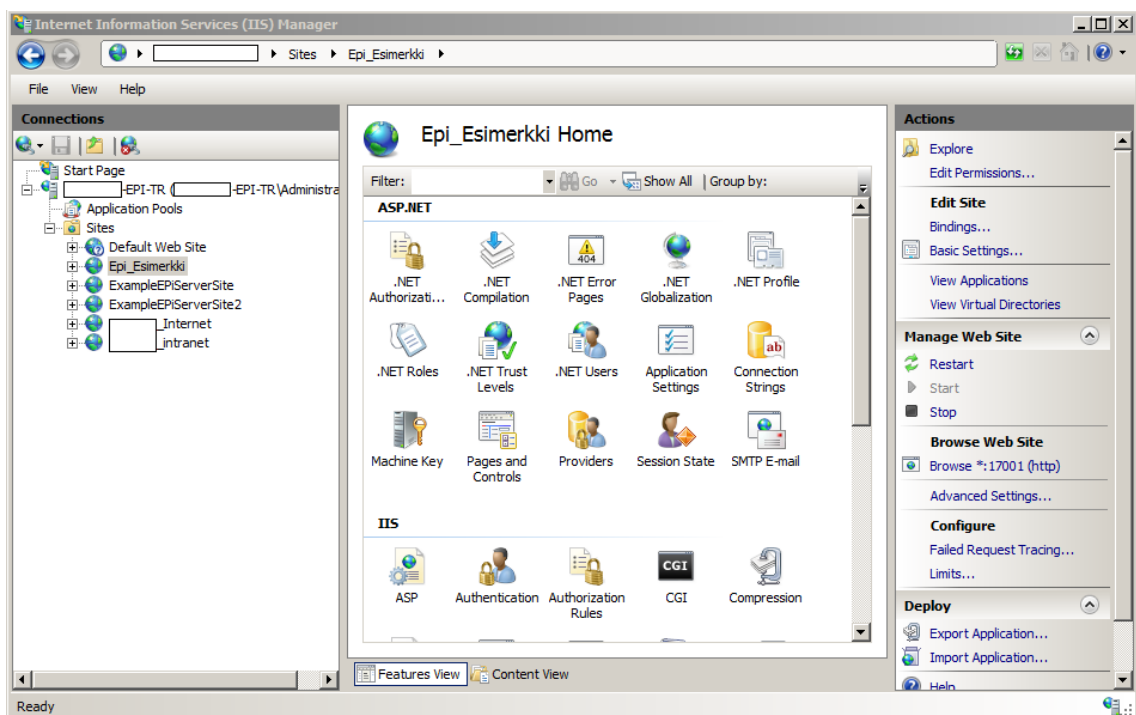 Internet Information Services (IIS) Manager
Sites
Epi_Esimerkki
File View Help
Connections
Start Page
-EPI-TR ( -EPI-TR\Administra
Application Pools
Sites
Default Web Site
Epi_Esimerkki
ExampleEPiServerSite
ExampleEPiServerSite2
_Internet
_intranet
Epi_Esimerkki Home
Filter: Go Show All Group by:
ASP.NET
.NET Authorizati...
.NET Compilation
404
.NET Error Pages
.NET Globalization
.NET Profile
.NET Roles
.NET Trust Levels
.NET Users
Application Settings
ab
Connection Strings
Machine Key
Pages and Controls
Providers
Session State
SMTP E-mail
IIS
ASP
Authentication
Authorization Rules
CGI
CGI
Compression
Features View Content View
Actions
Explore
Edit Permissions...
Edit Site
Bindings...
Basic Settings...
View Applications
View Virtual Directories
Manage Web Site
Restart
Start
Stop
Browse Web Site
Browse *:17001 (http)
Advanced Settings...
Configure
Failed Request Tracing...
Limits...
Deploy
Export Application...
Import Application...
Help
Ready